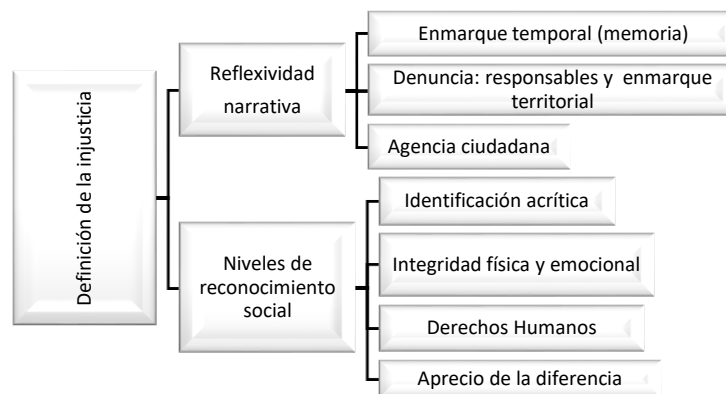 Definición de la injusticia
Reflexividad
narrativa
Enmarque temporal (memoria)
Denuncia: responsables y enmarque
territorial
Agencia ciudadana
Niveles de
reconocimiento
social
Identificación acrítica
Integridad física y emocional
Derechos Humanos
Aprecio de la diferencia